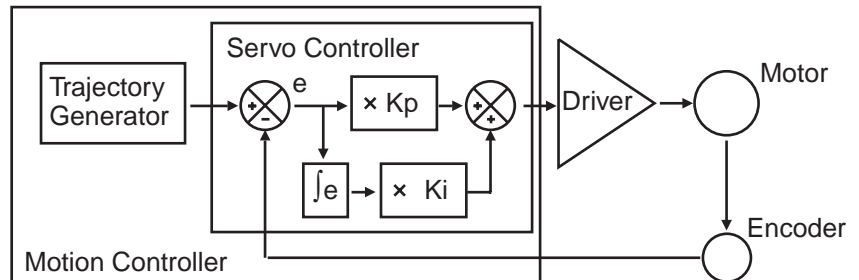 Servo Controller
Trajectory
Generator
e
× Kp
∫e
× Ki
Driver
Motor
Encoder
Motion Controller
+
-
+
+